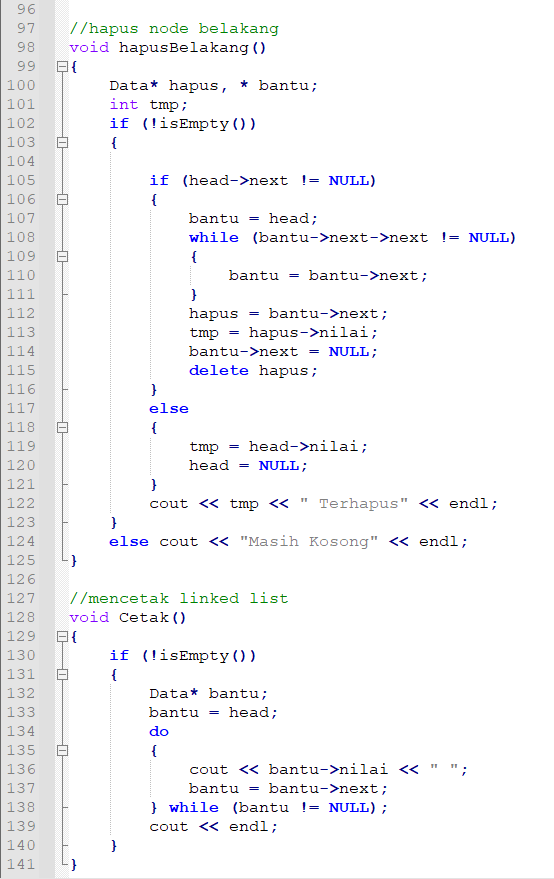 96
97 //hapus node belakang
98 void hapusBelakang()
99 {
100 Data* hapus, * bantu;
101 int tmp;
102 if (!isEmpty())
103 {
104
105 if (head->next != NULL)
106 {
107 bantu = head;
108 while (bantu->next->next != NULL)
109 {
110 bantu = bantu->next;
111 }
112 hapus = bantu->next;
113 tmp = hapus->nilai;
114 bantu->next = NULL;
115 delete hapus;
116 }
117 else
118 {
119 tmp = head->nilai;
120 head = NULL;
121 }
122 cout << tmp << " Terhapus" << endl;
123 }
124 else cout << "Masih Kosong" << endl;
125 }
126
127 //mencetak linked list
128 void Cetak()
129 {
130 if (!isEmpty())
131 {
132 Data* bantu;
133 bantu = head;
134 do
135 {
136 cout << bantu->nilai << " ";
137 bantu = bantu->next;
138 } while (bantu != NULL);
139 cout << endl;
140 }
141 }